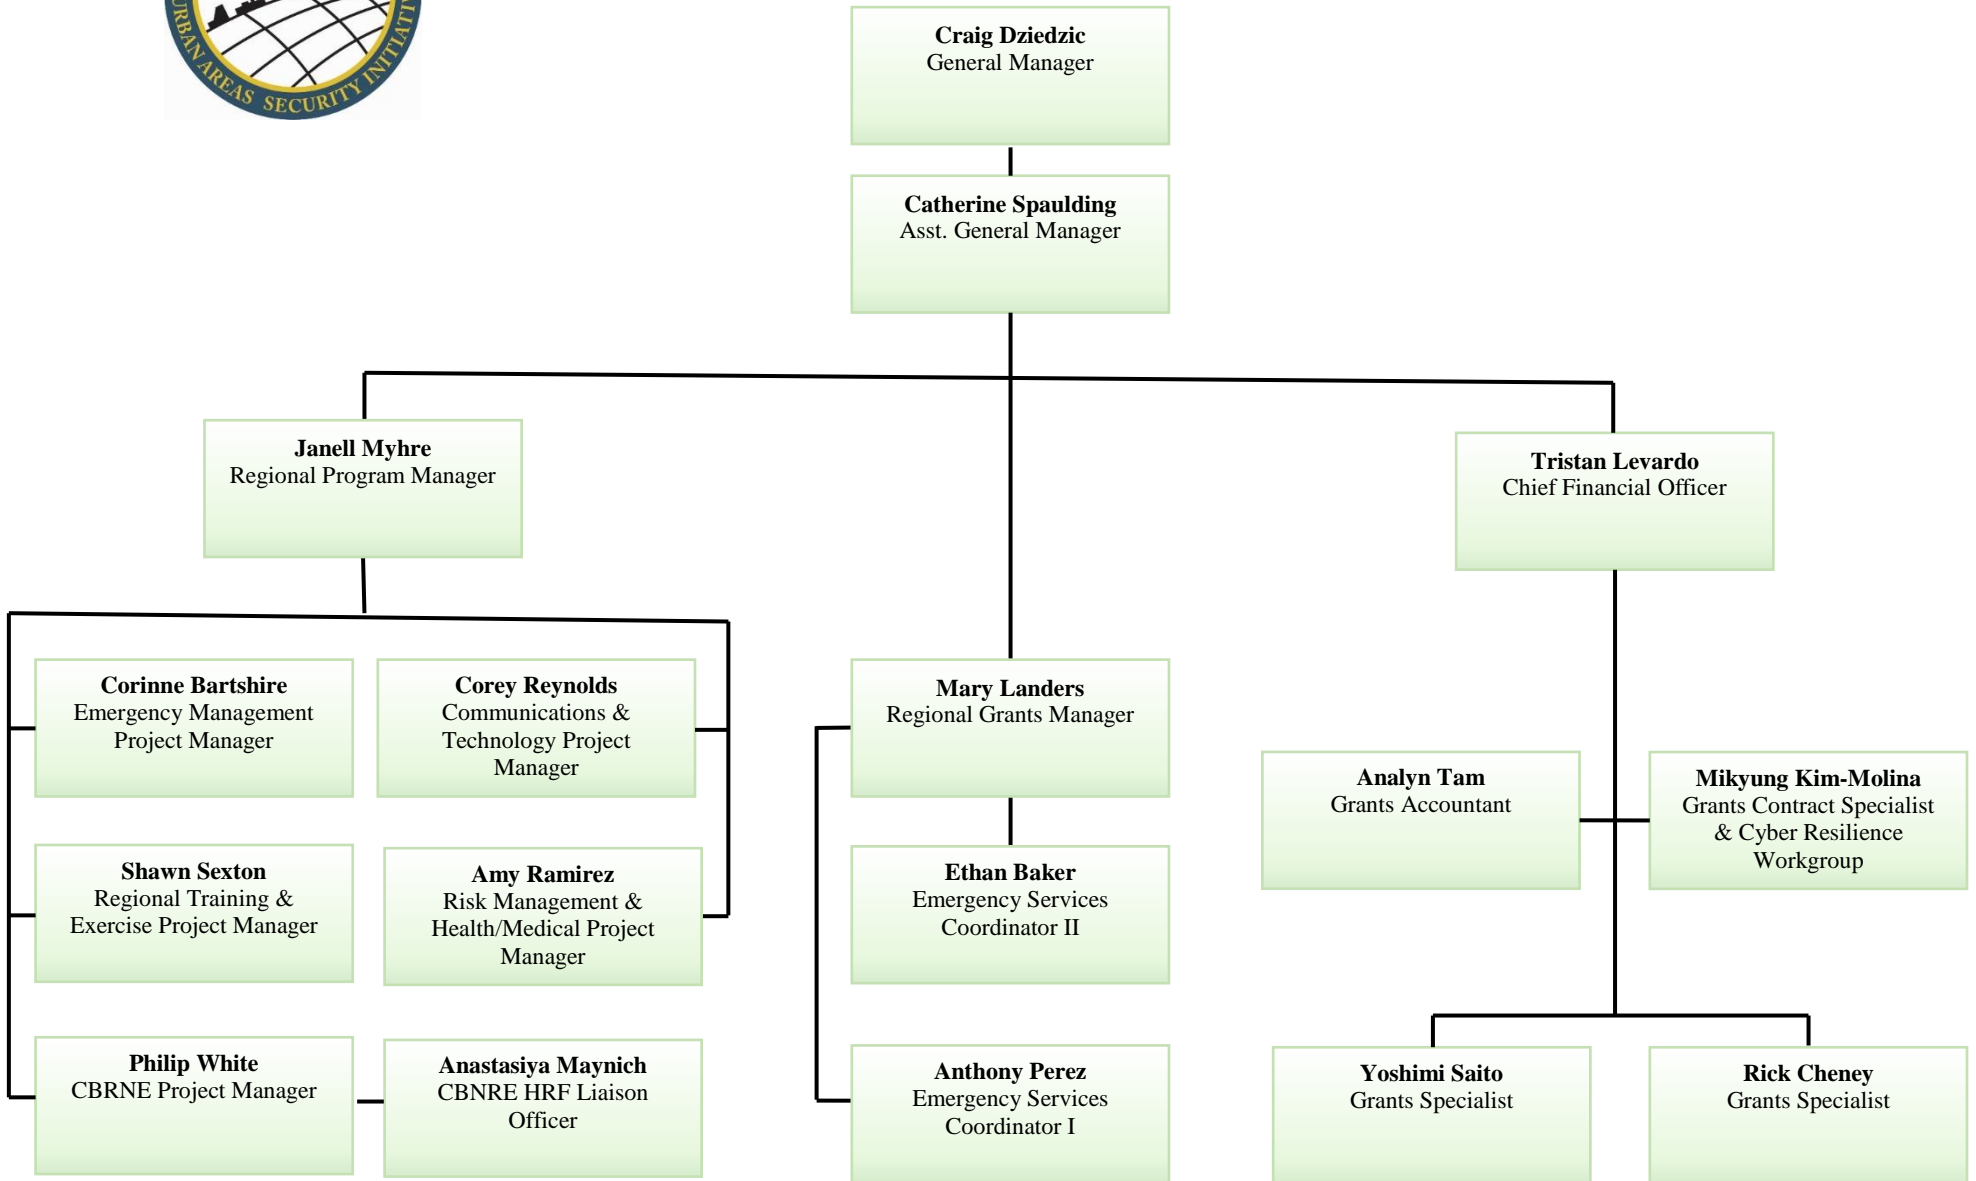 URBAN AREAS SECURITY
Craig Dziedzic
General Manager
Catherine Spaulding
Asst. General Manager
Janell Myhre
Regional Program Manager
Tristan Levardo
Chief Financial Officer
Corinne Bartshire
Emergency Management
Project Manager
Corey Reynolds
Communications &
Technology Project
Manager
Mary Landers
Regional Grants Manager
Analyn Tam
Grants Accountant
Mikyung Kim-Molina
Grants Contract Specialist
& Cyber Resilience
Workgroup
Shawn Sexton
Regional Training &
Exercise Project Manager
Amy Ramirez
Risk Management &
Health/Medical Project
Manager
Ethan Baker
Emergency Services
Coordinator II
Philip White
CBRNE Project Manager
Anastasiya Maynich
CBNRE HRF Liaison
Officer
Anthony Perez
Emergency Services
Coordinator I
Yoshimi Saito
Grants Specialist
Rick Cheney
Grants Specialist